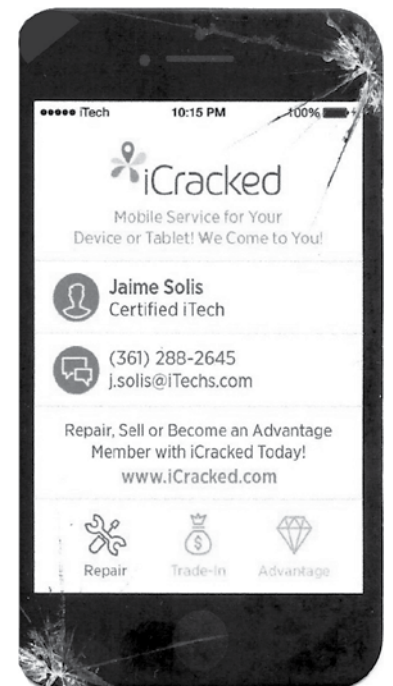 iTech 10:15 PM 100%
iCracked
Mobile Service for Your
Device or Tablet! We Come to You!
Jaime Solis
Certified iTech
(361) 288-2645
j.solis@iTechs.com
Repair, Sell or Become an Advantage
Member with iCracked Today!
www.iCracked.com
$
Repair Trade-In Advantage